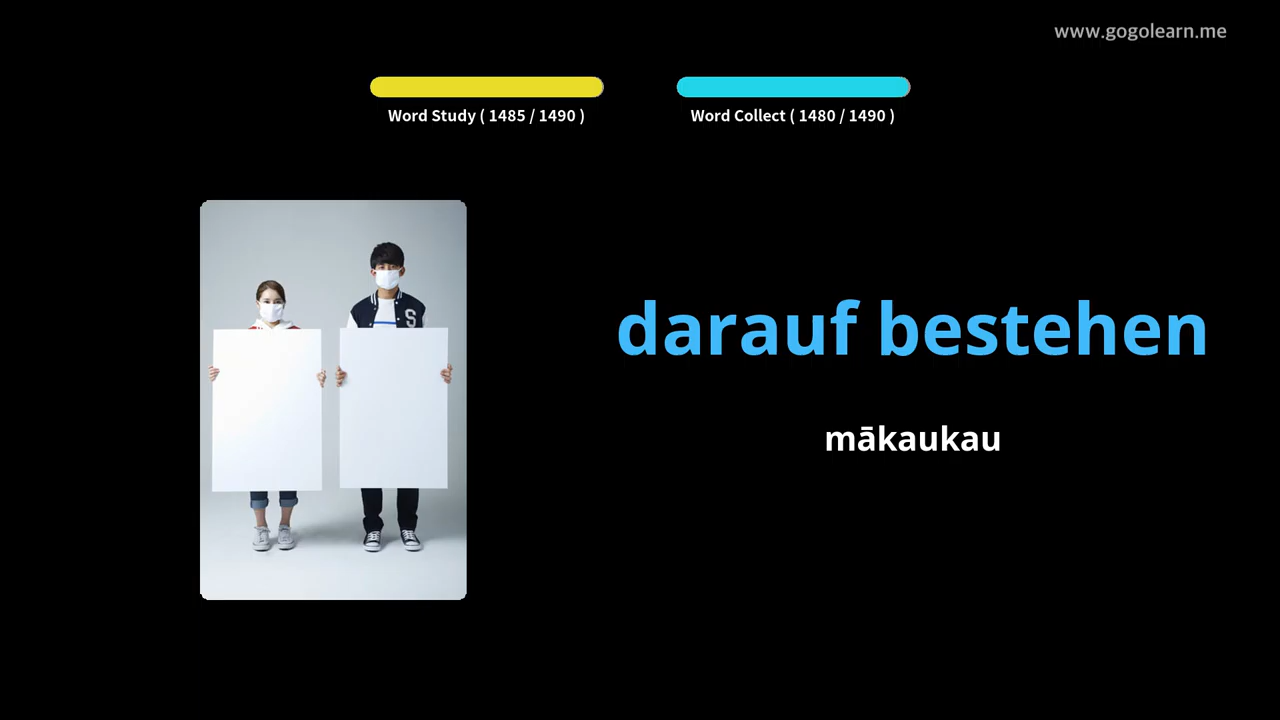 www.gogolearn.me
Word Study ( 1485 / 1490 )
Word Collect ( 1480 / 1490 )
S
darauf bestehen
mākaukau